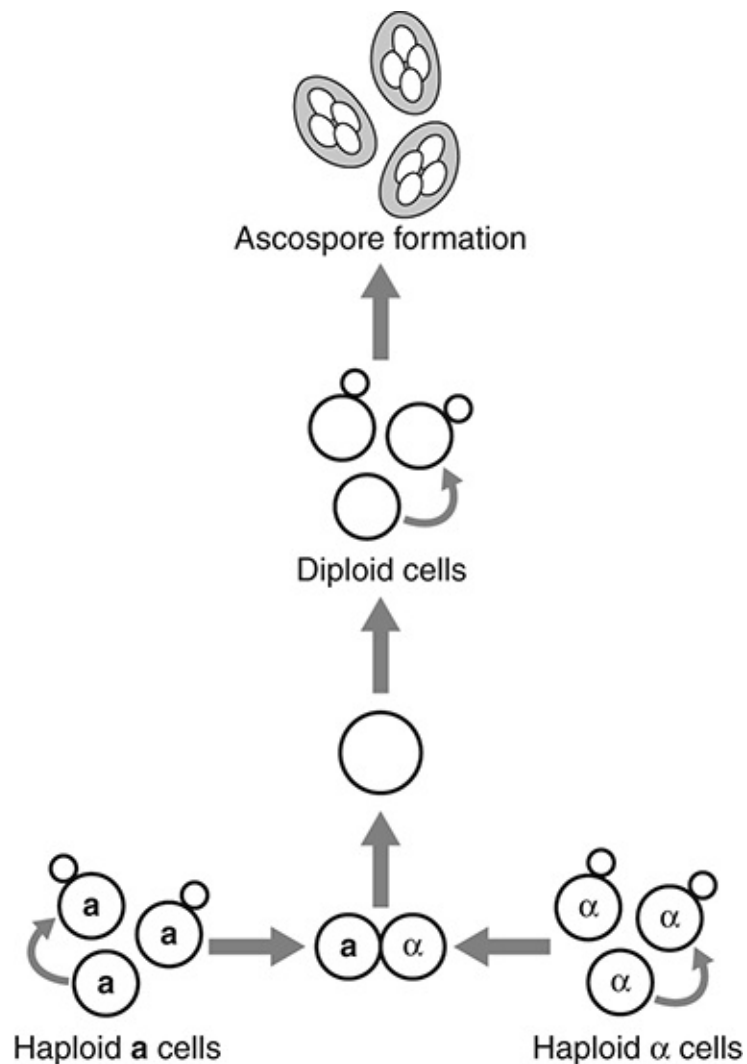 Ascospore formation
Diploid cells
a
a
a
a α
α
α
α
Haploid a cells
Haploid α cells